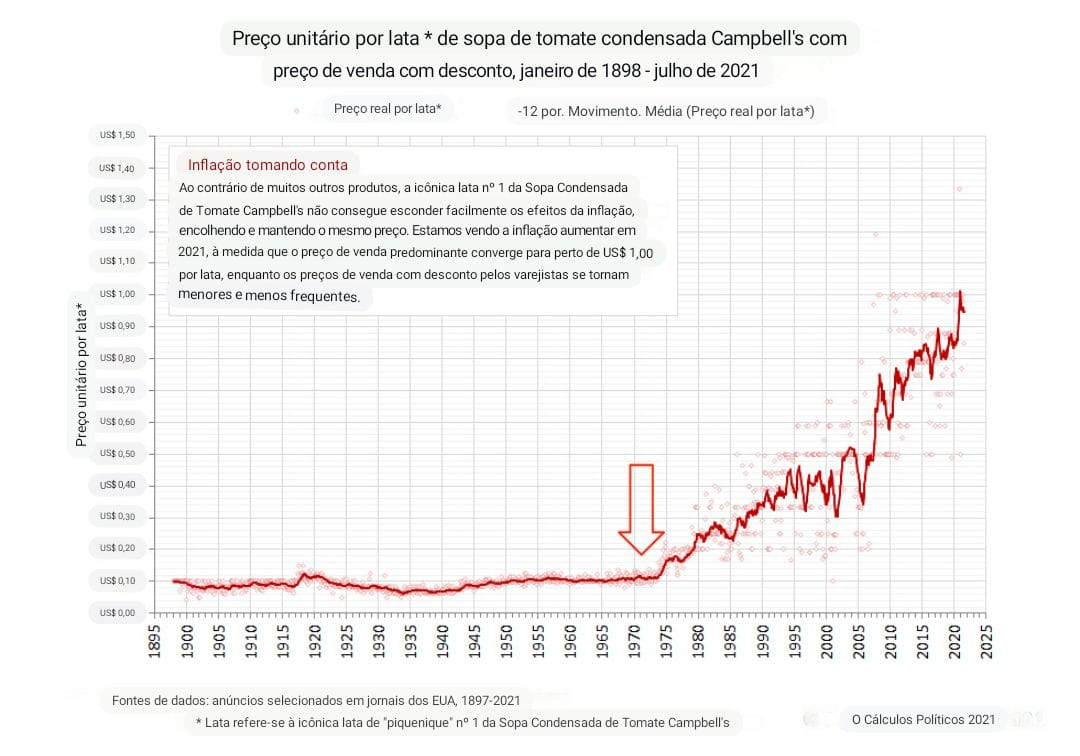 Preço unitário por lata * de sopa de tomate condensada Campbell's com
preço de venda com desconto, janeiro de 1898 - julho de 2021
Preço real por lata*
-12 por. Movimento. Média (Preço real por lata*)
US$ 1,50
US$ 1,40
US$ 1,30
US$ 1,20
US$ 1,10
US$ 1,00
US$ 0,90
US$ 0,80
US$ 0,70
US$ 0,60
US$ 0,50
US$ 0,40
US$ 0,30
US$ 0,20
US$ 0,10
US$ 0,00
Preço unitário por lata*
Inflação tomando conta
Ao contrário de muitos outros produtos, a icônica lata nº 1 da Sopa Condensada
de Tomate Campbell's não consegue esconder facilmente os efeitos da inflação,
encolhendo e mantendo o mesmo preço. Estamos vendo a inflação aumentar em
2021, à medida que o preço de venda predominante converge para perto de US$ 1,00
por lata, enquanto os preços de venda com desconto pelos varejistas se tornam
menores e menos frequentes.
1895
1900
1905
1910
1915
1920
1925
1930
1935
1940
1945
1950
1955
1960
1965
1970
1975
1980
1985
1990
1995
2000
2005
2010
2015
2020
2025
Fontes de dados: anúncios selecionados em jornais dos EUA, 1897-2021
* Lata refere-se à icônica lata de "piquenique" nº 1 da Sopa Condensada de Tomate Campbell's
O Cálculos Políticos 2021